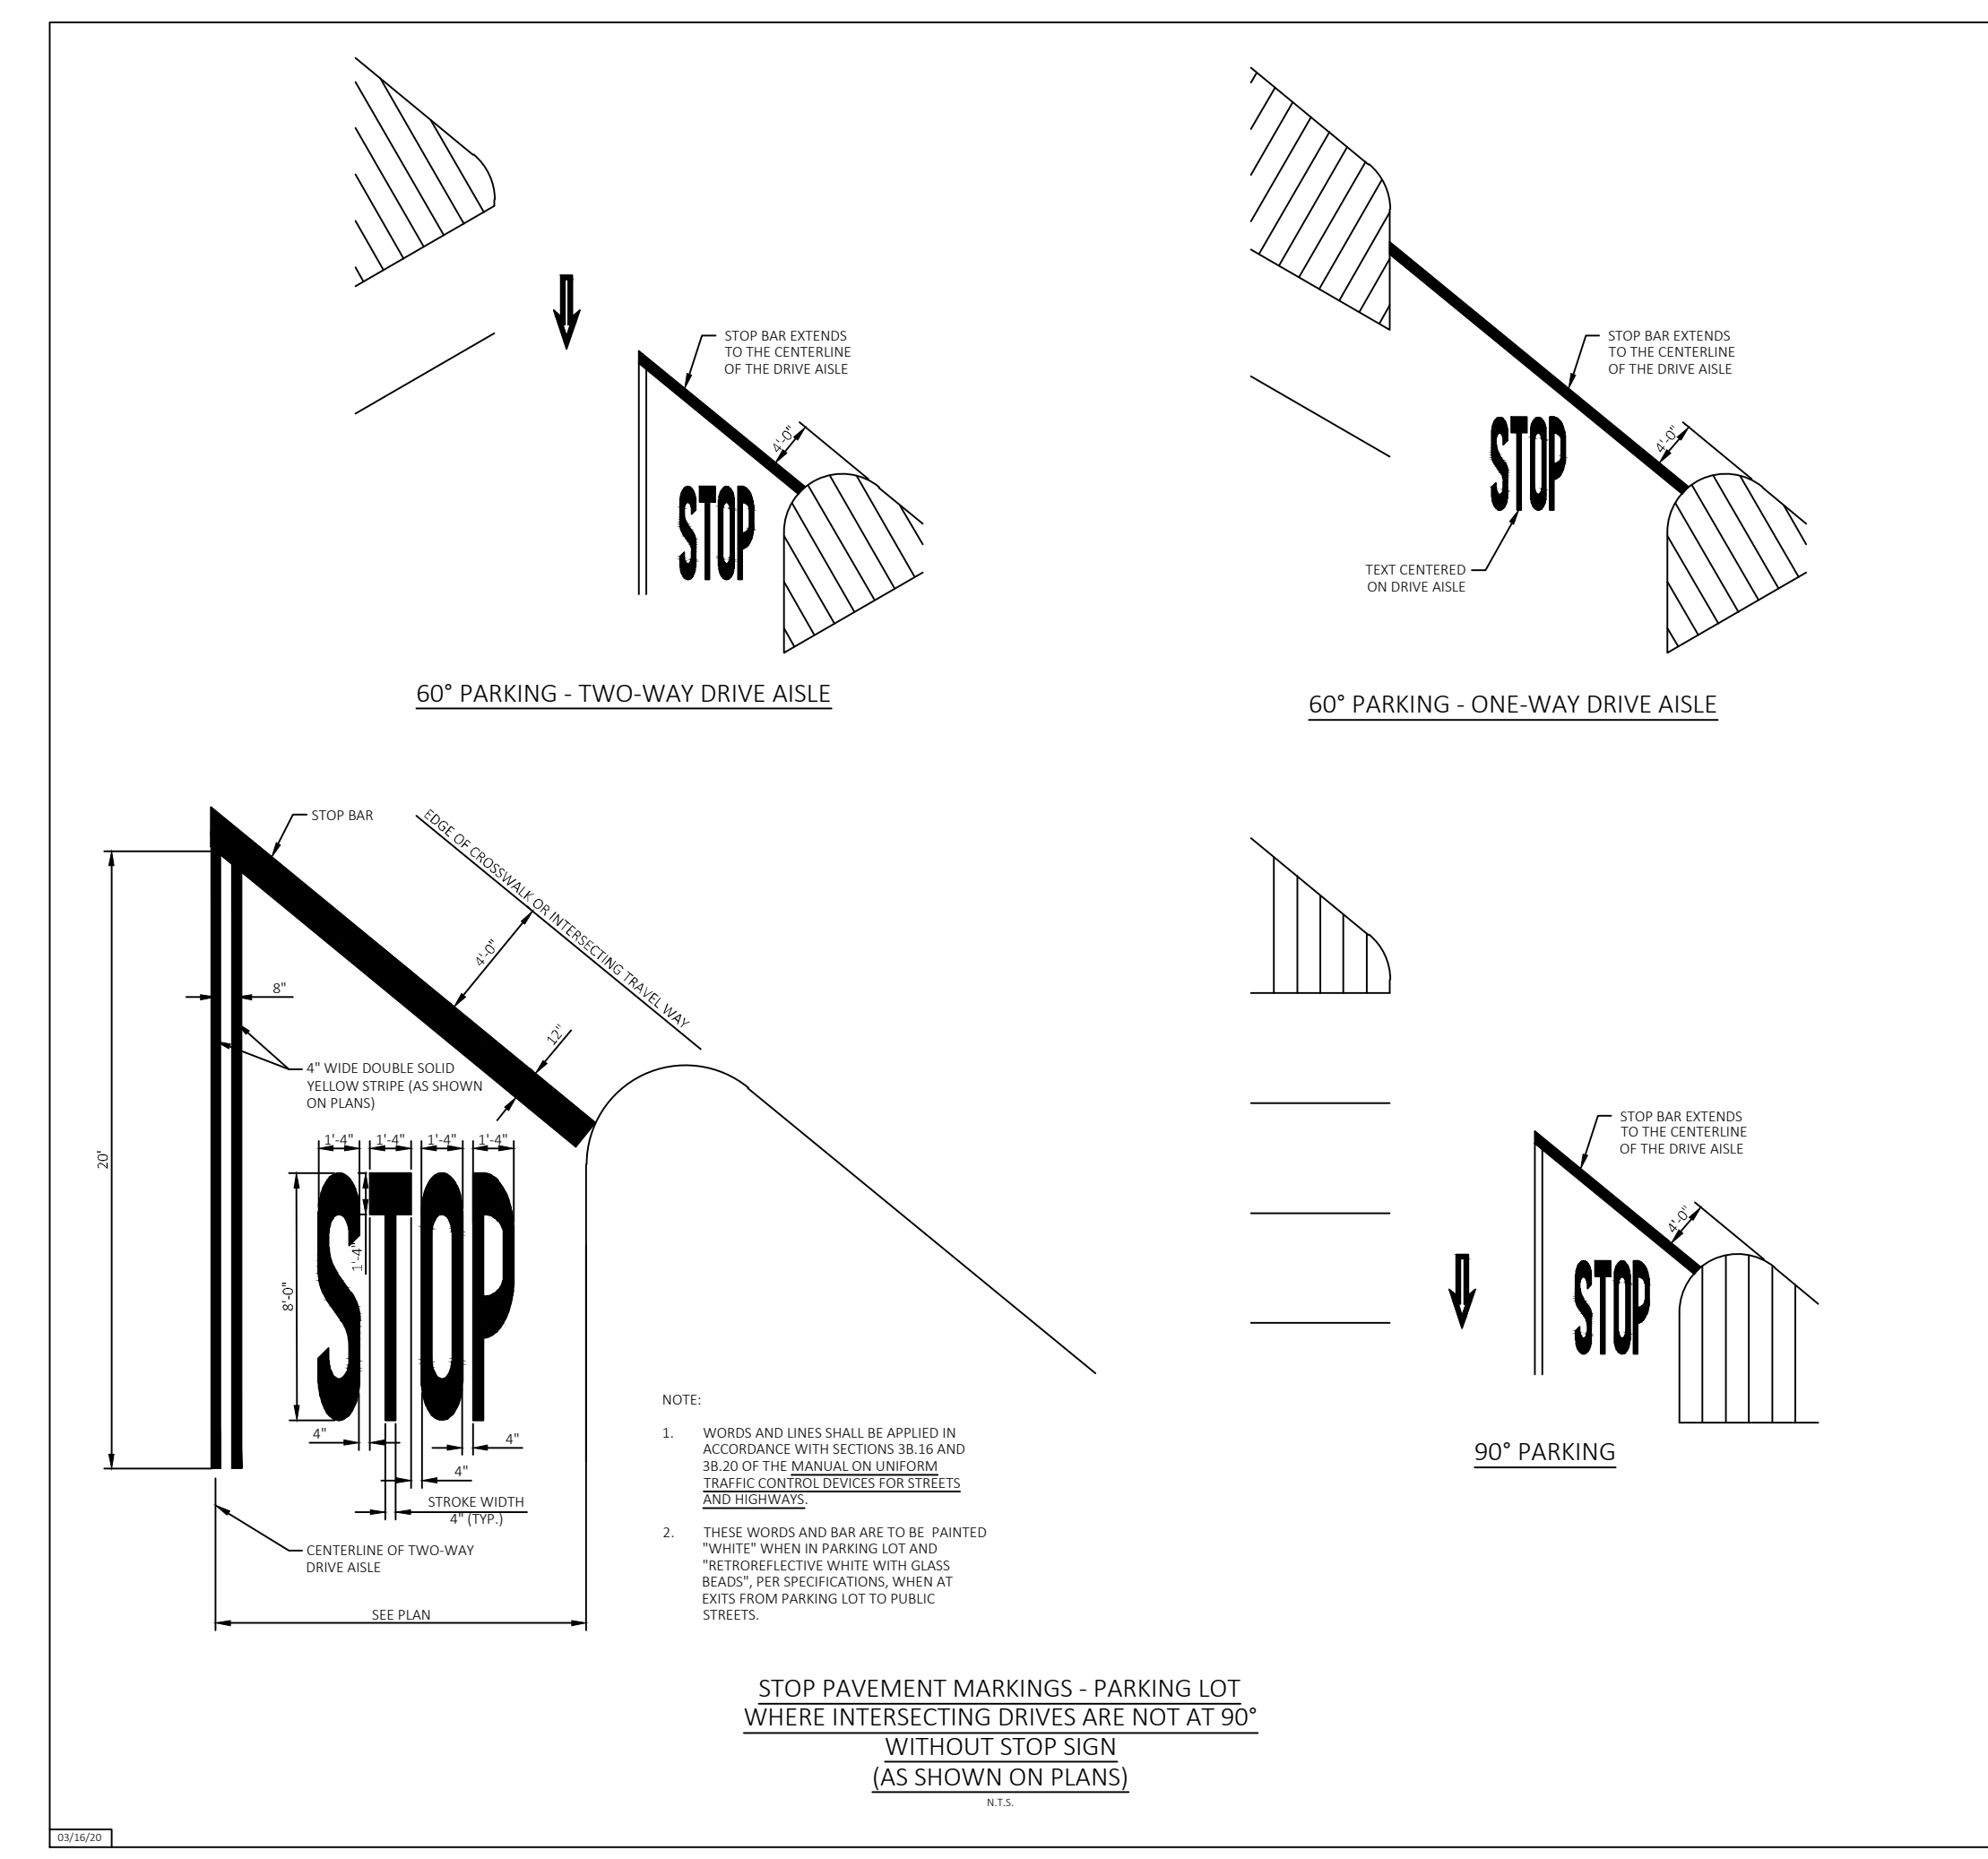 STOP BAR EXTENDS
TO THE CENTERLINE
OF THE DRIVE AISLE
4'-0"
STOP
60° PARKING - TWO-WAY DRIVE AISLE
STOP BAR EXTENDS
TO THE CENTERLINE
OF THE DRIVE AISLE
4'-0"
STOP
TEXT CENTERED
ON DRIVE AISLE
60° PARKING - ONE-WAY DRIVE AISLE
STOP BAR
EDGE OF CROSSWALK OR INTERSECTING TRAVEL WAY
4'-0"
8"
12"
4" WIDE DOUBLE SOLID
YELLOW STRIPE (AS SHOWN
ON PLANS)
20'
1'-4" 1'-4" 1'-4" 1'-4"
1'-4"
8'-0"
STOP
4"
4"
4"
STROKE WIDTH
4" (TYP.)
CENTERLINE OF TWO-WAY
DRIVE AISLE
SEE PLAN
NOTE:
1. WORDS AND LINES SHALL BE APPLIED IN
ACCORDANCE WITH SECTIONS 3B.16 AND
3B.20 OF THE MANUAL ON UNIFORM
TRAFFIC CONTROL DEVICES FOR STREETS
AND HIGHWAYS.
2. THESE WORDS AND BAR ARE TO BE PAINTED
"WHITE" WHEN IN PARKING LOT AND
"RETROREFLECTIVE WHITE WITH GLASS
BEADS", PER SPECIFICATIONS, WHEN AT
EXITS FROM PARKING LOT TO PUBLIC
STREETS.
STOP BAR EXTENDS
TO THE CENTERLINE
OF THE DRIVE AISLE
4'-0"
STOP
90° PARKING
STOP PAVEMENT MARKINGS - PARKING LOT
WHERE INTERSECTING DRIVES ARE NOT AT 90°
WITHOUT STOP SIGN
(AS SHOWN ON PLANS)
N.T.S.
03/16/20